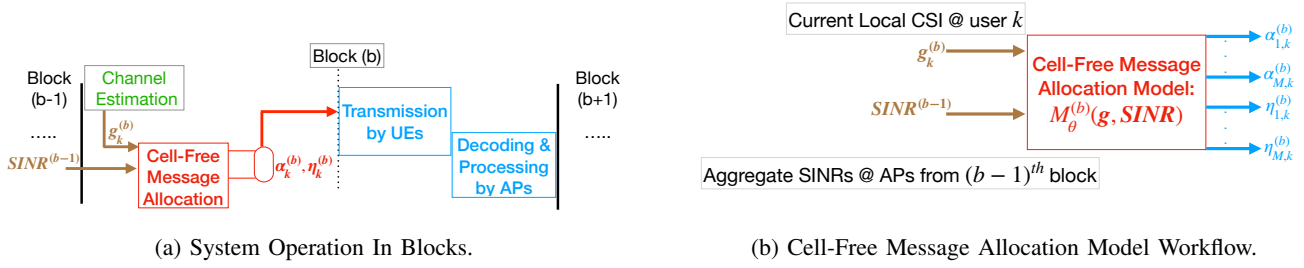 Block
(b-1)
.....
Channel
Estimation
g_k^{(b)}
SINR^{(b-1)}
Cell-Free
Message
Allocation
α_k^{(b)}, η_k^{(b)}
Block (b)
Transmission
by UEs
Decoding &
Processing
by APs
Block
(b+1)
.....
(a) System Operation In Blocks.
Current Local CSI @ user k
g_k^{(b)}
SINR^{(b-1)}
Aggregate SINRs @ APs from (b − 1)^{th} block
Cell-Free Message
Allocation Model:
M_θ^{(b)}(g, SINR)
α_{1,k}^{(b)}
α_{M,k}^{(b)}
η_{1,k}^{(b)}
η_{M,k}^{(b)}
(b) Cell-Free Message Allocation Model Workflow.